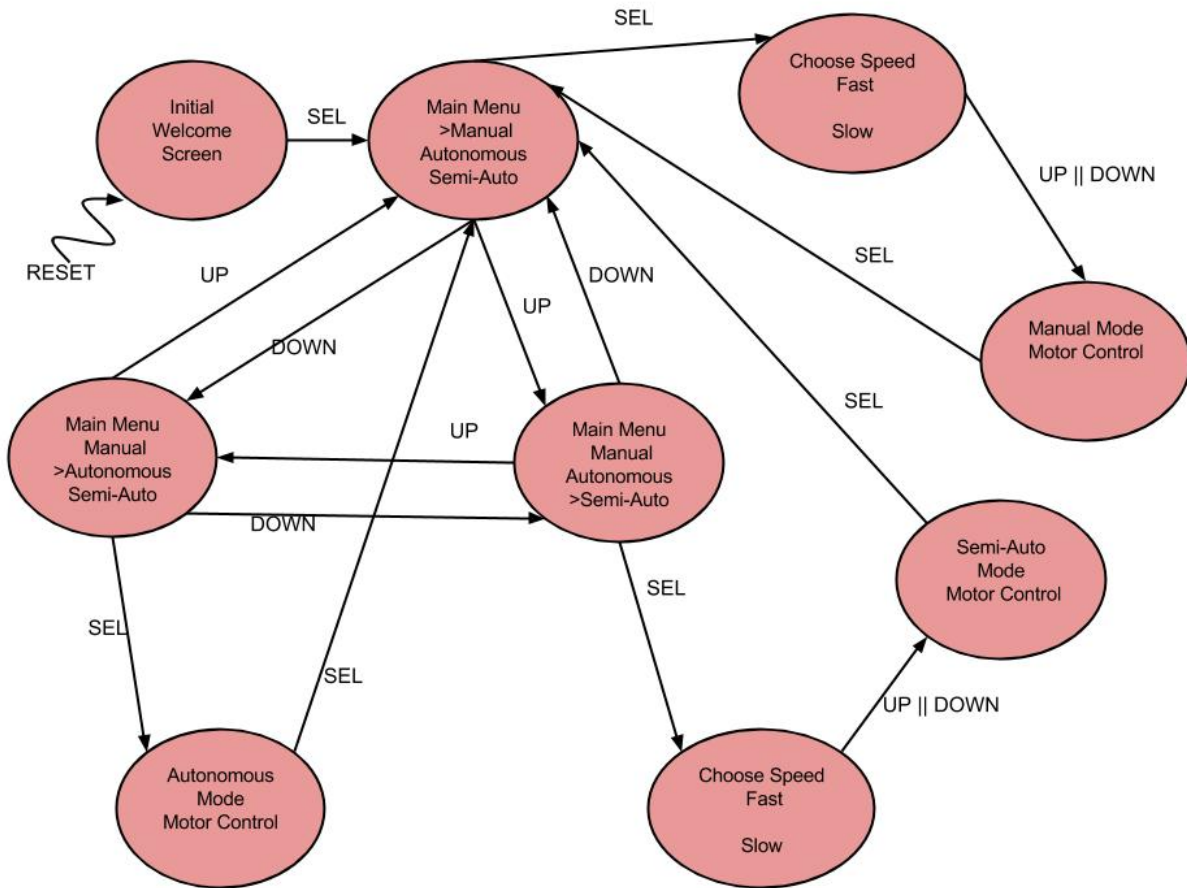 SEL
Choose Speed
Fast
Slow
Initial
Welcome
Screen
SEL
Main Menu
>Manual
Autonomous
Semi-Auto
UP || DOWN
RESET
UP
DOWN
UP
DOWN
SEL
Manual Mode
Motor Control
SEL
Main Menu
Manual
>Autonomous
Semi-Auto
UP
DOWN
Main Menu
Manual
Autonomous
>Semi-Auto
Semi-Auto
Mode
Motor Control
SEL
SEL
SEL
UP || DOWN
Autonomous
Mode
Motor Control
Choose Speed
Fast
Slow